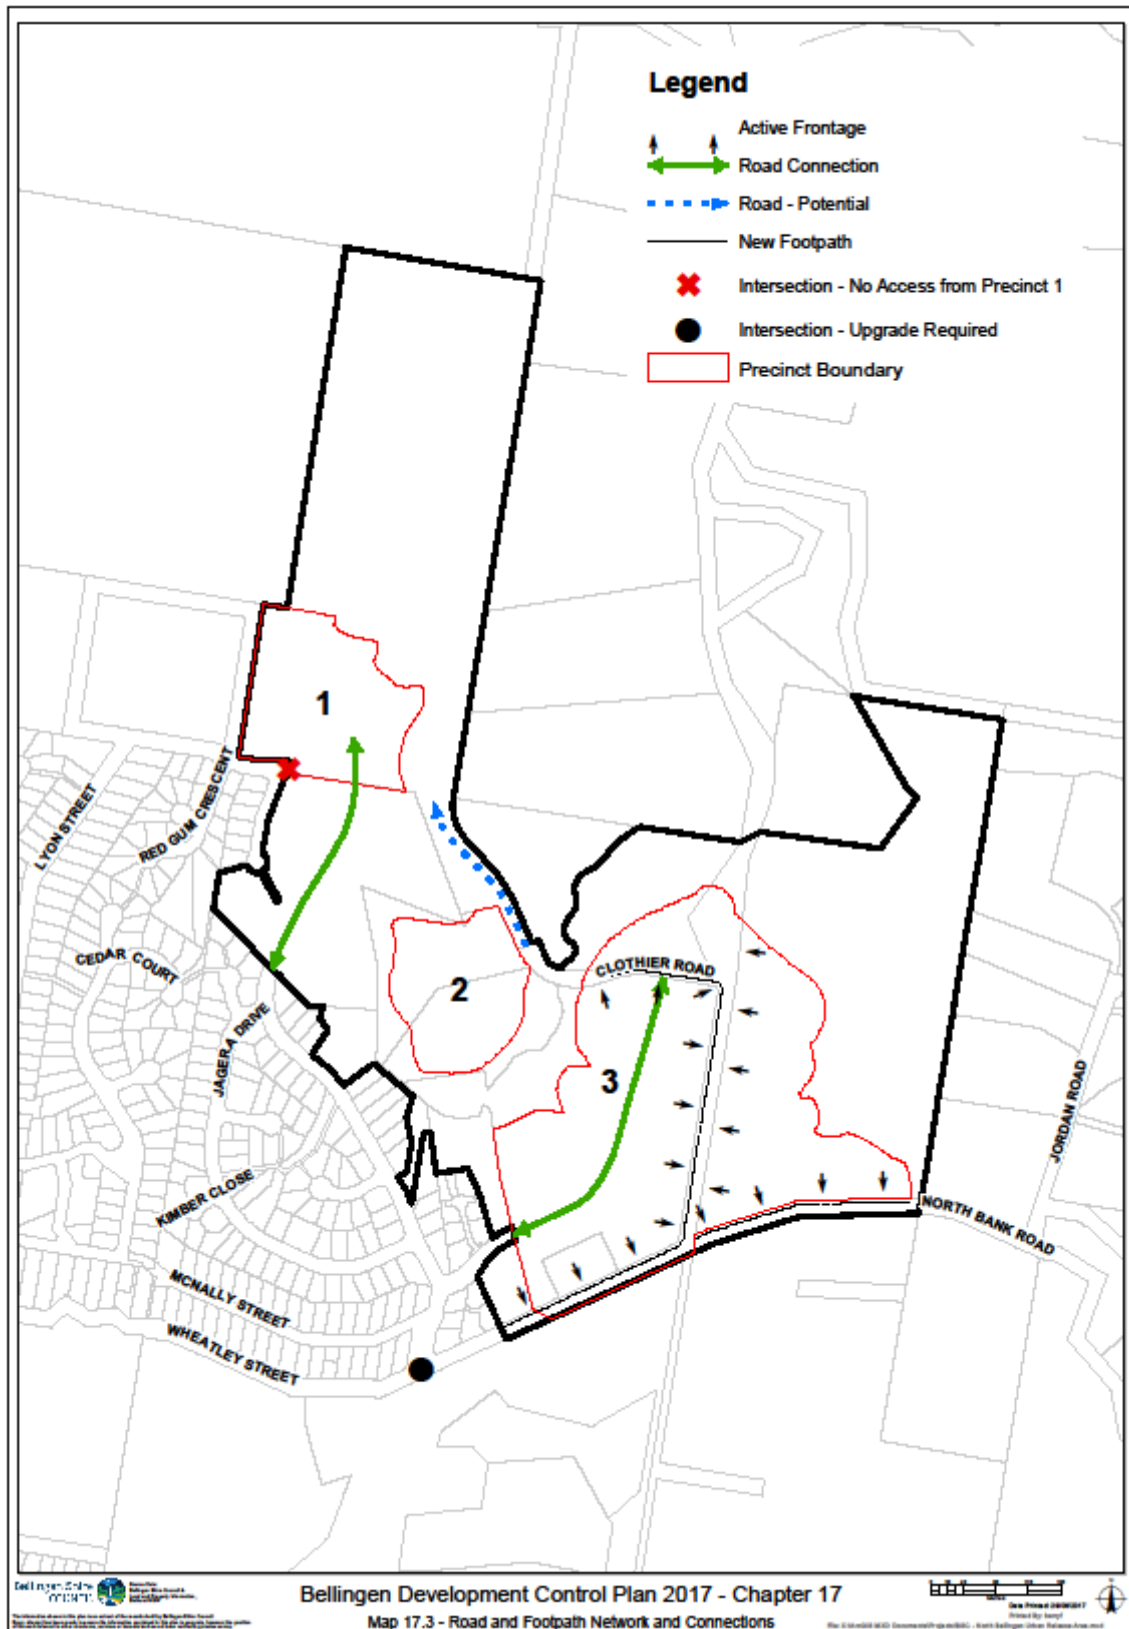 Legend
Active Frontage
Road Connection
Road - Potential
New Footpath
Intersection - No Access from Precinct 1
Intersection - Upgrade Required
Precinct Boundary
1
RED GUM CRESCENT
LYON STREET
CEDAR COURT
2
CLOTHIER ROAD
JAGERA DRIVE
3
JORDAN ROAD
KIMBER CLOSE
NORTH BANK ROAD
MCNALLY STREET
WHEATLEY STREET
Bellingen Shire
COUNCIL
Bellingen Development Control Plan 2017 - Chapter 17
Map 17.3 - Road and Footpath Network and Connections